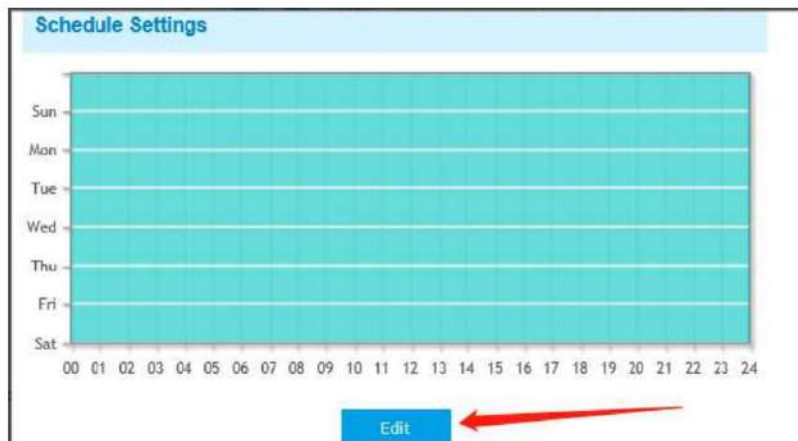 Schedule Settings
Sun
Mon
Tue
Wed
Thu
Fri
Sat
00 01 02 03 04 05 06 07 08 09 10 11 12 13 14 15 16 17 18 19 20 21 22 23 24
Edit